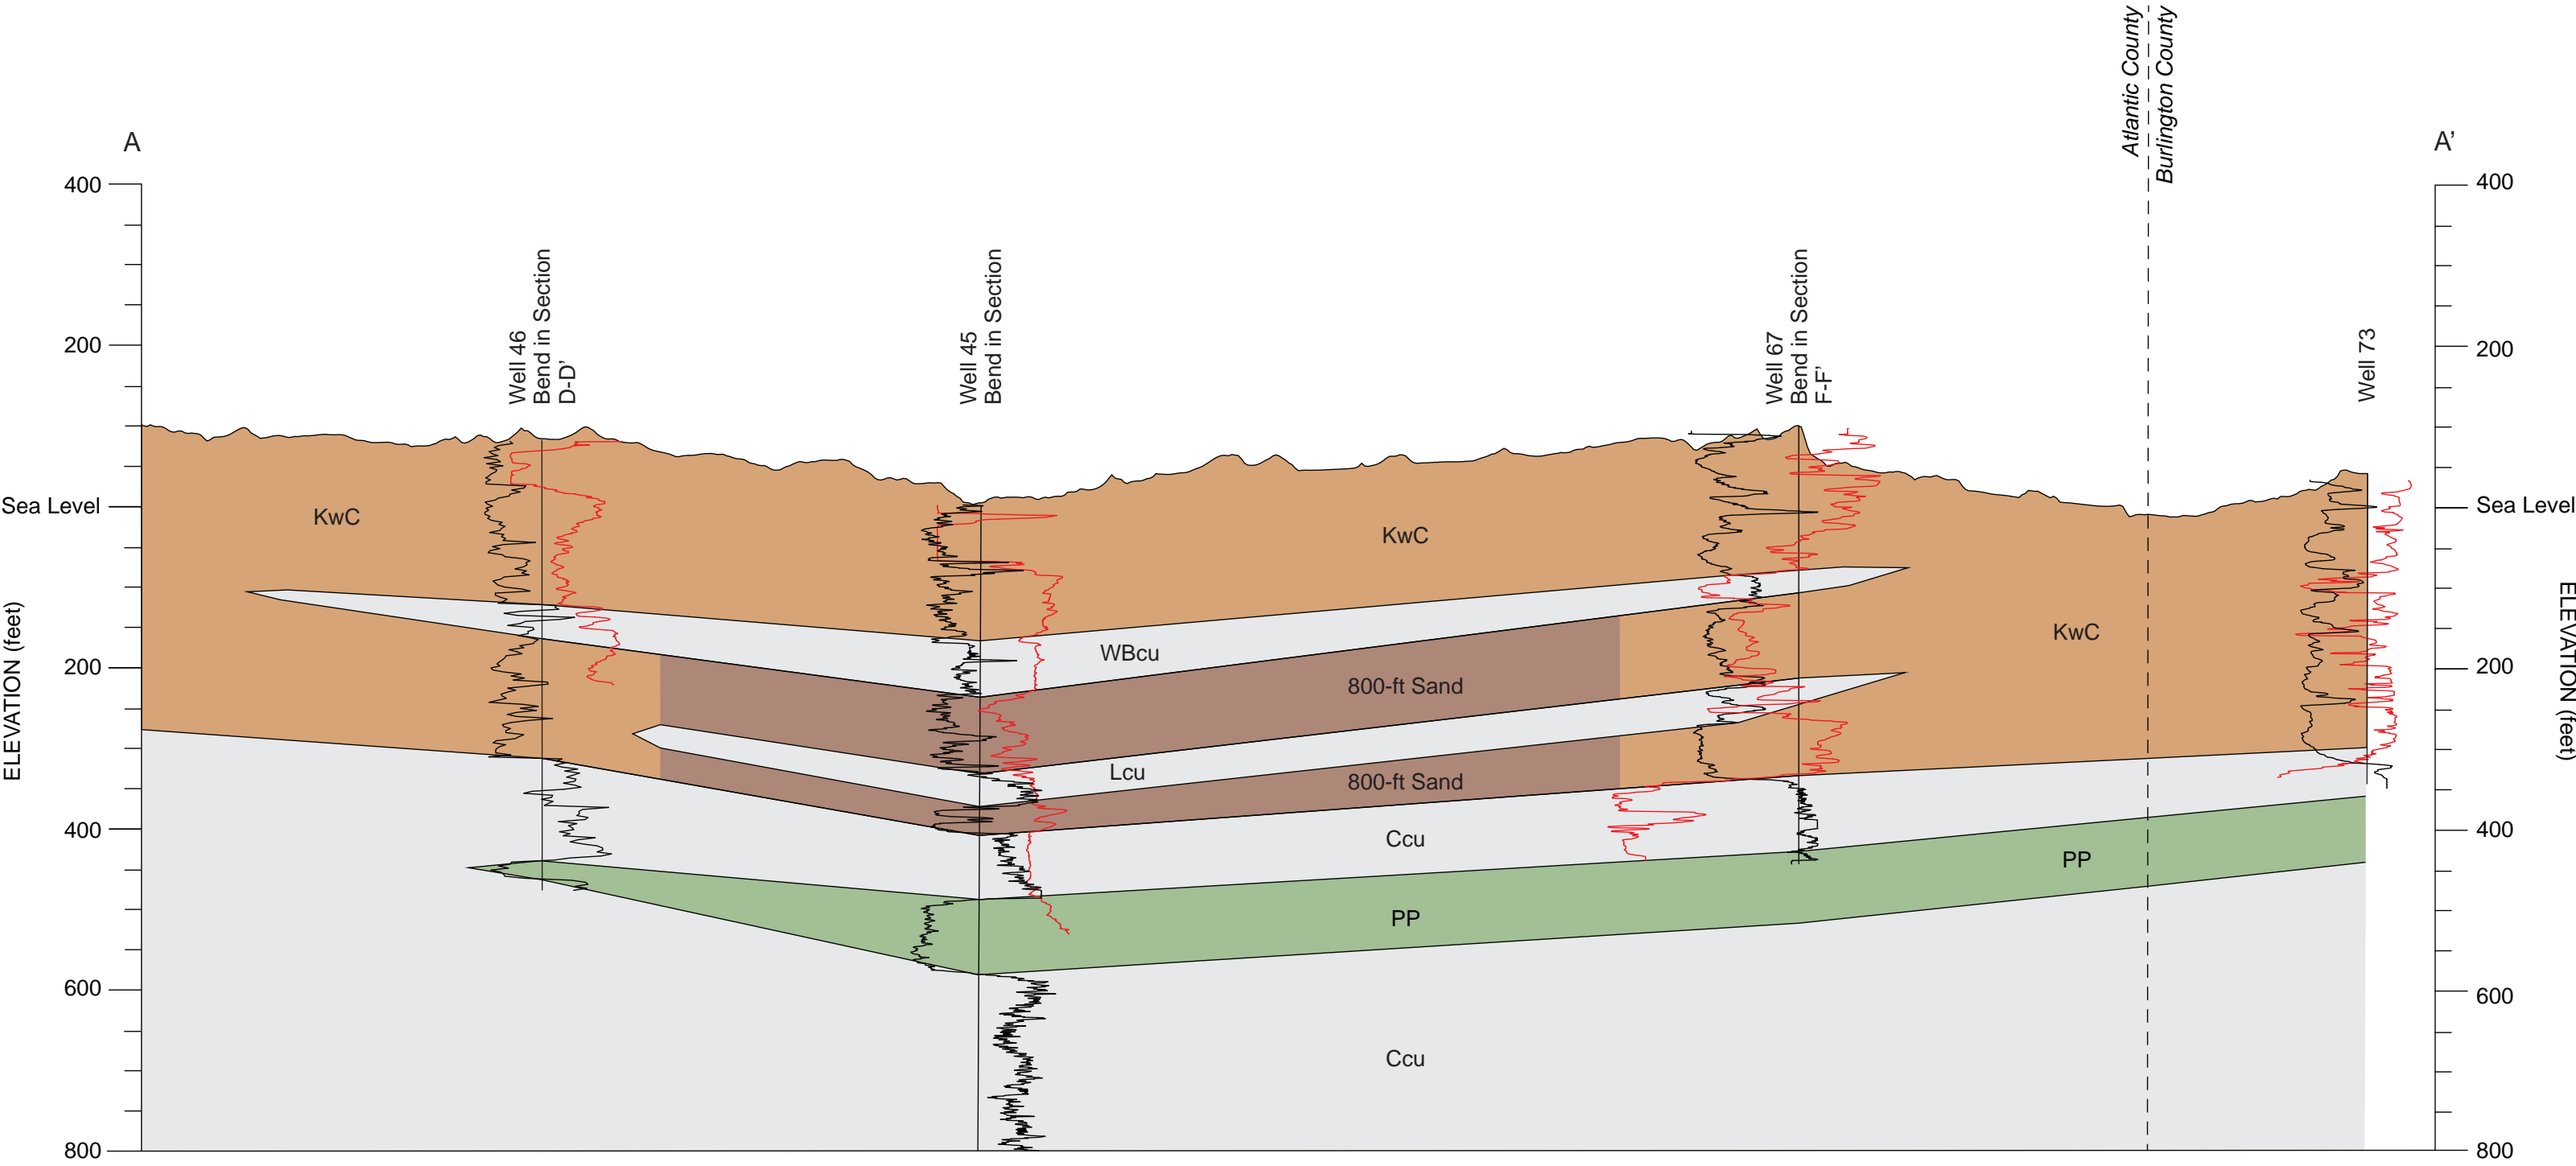 Atlantic County
Burlington County
A
A’
400
400
Well 46
Bend in Section
D-D’
Well 45
Bend in Section
Well 67
Bend in Section
F-F’
Well 73
200
200
Sea Level
Sea Level
KwC
KwC
KwC
WBcu
200
200
800-ft Sand
Lcu
800-ft Sand
ELEVATION (feet)
ELEVATION (feet)
400
400
Ccu
PP
PP
600
600
Ccu
800
800